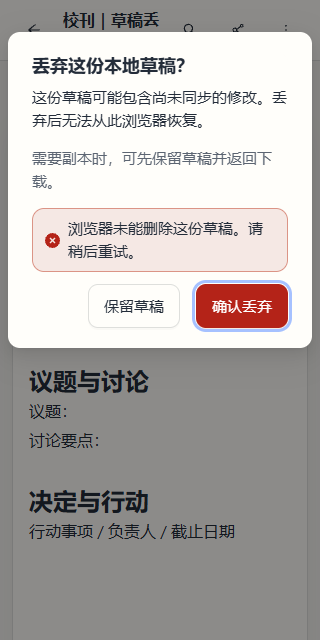 校刊 | 草稿丢
丢弃这份本地草稿？
这份草稿可能包含尚未同步的修改。丢
弃后无法从此浏览器恢复。
需要副本时，可先保留草稿并返回下
载。
浏览器未能删除这份草稿。请
稍后重试。
保留草稿
确认丢弃
议题与讨论
议题：
讨论要点：
决定与行动
行动事项 / 负责人 / 截止日期